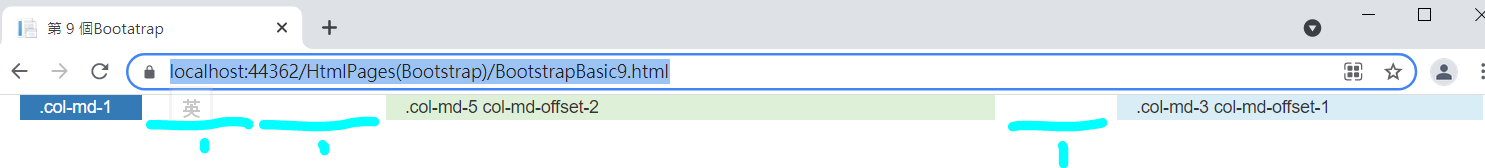 第 9 個Bootatrap
localhost:44362/HtmlPages(Bootstrap)/BootstrapBasic9.html
.col-md-1
英
.col-md-5 col-md-offset-2
.col-md-3 col-md-offset-1